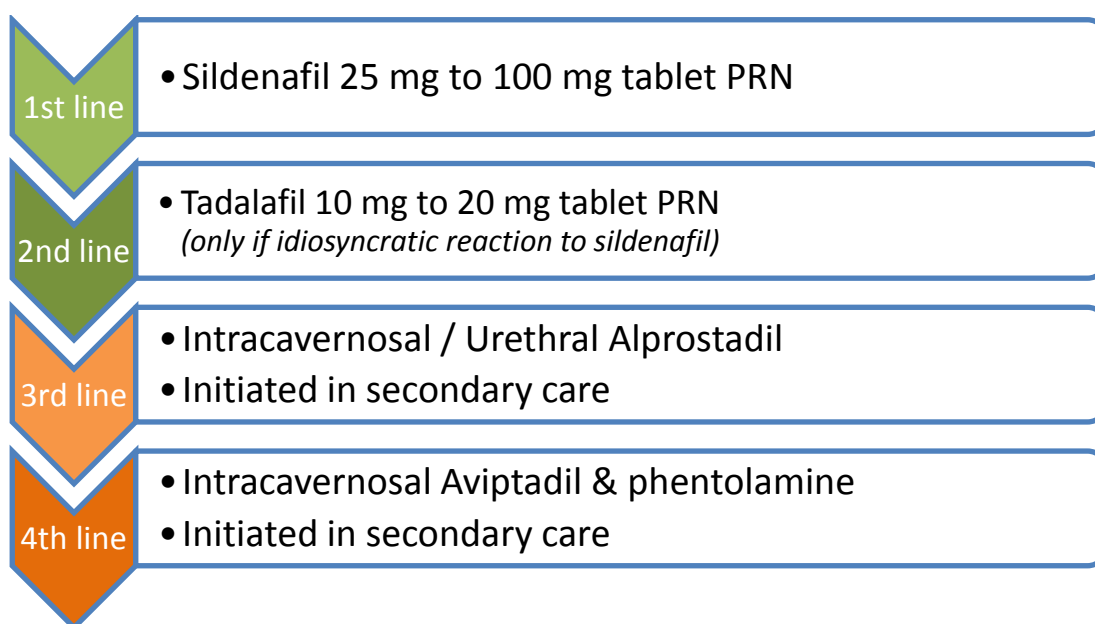 1st line
• Sildenafil 25 mg to 100 mg tablet PRN
2nd line
• Tadalafil 10 mg to 20 mg tablet PRN
(only if idiosyncratic reaction to sildenafil)
3rd line
• Intracavernosal / Urethral Alprostadil
• Initiated in secondary care
4th line
• Intracavernosal Aviptadil & phentolamine
• Initiated in secondary care